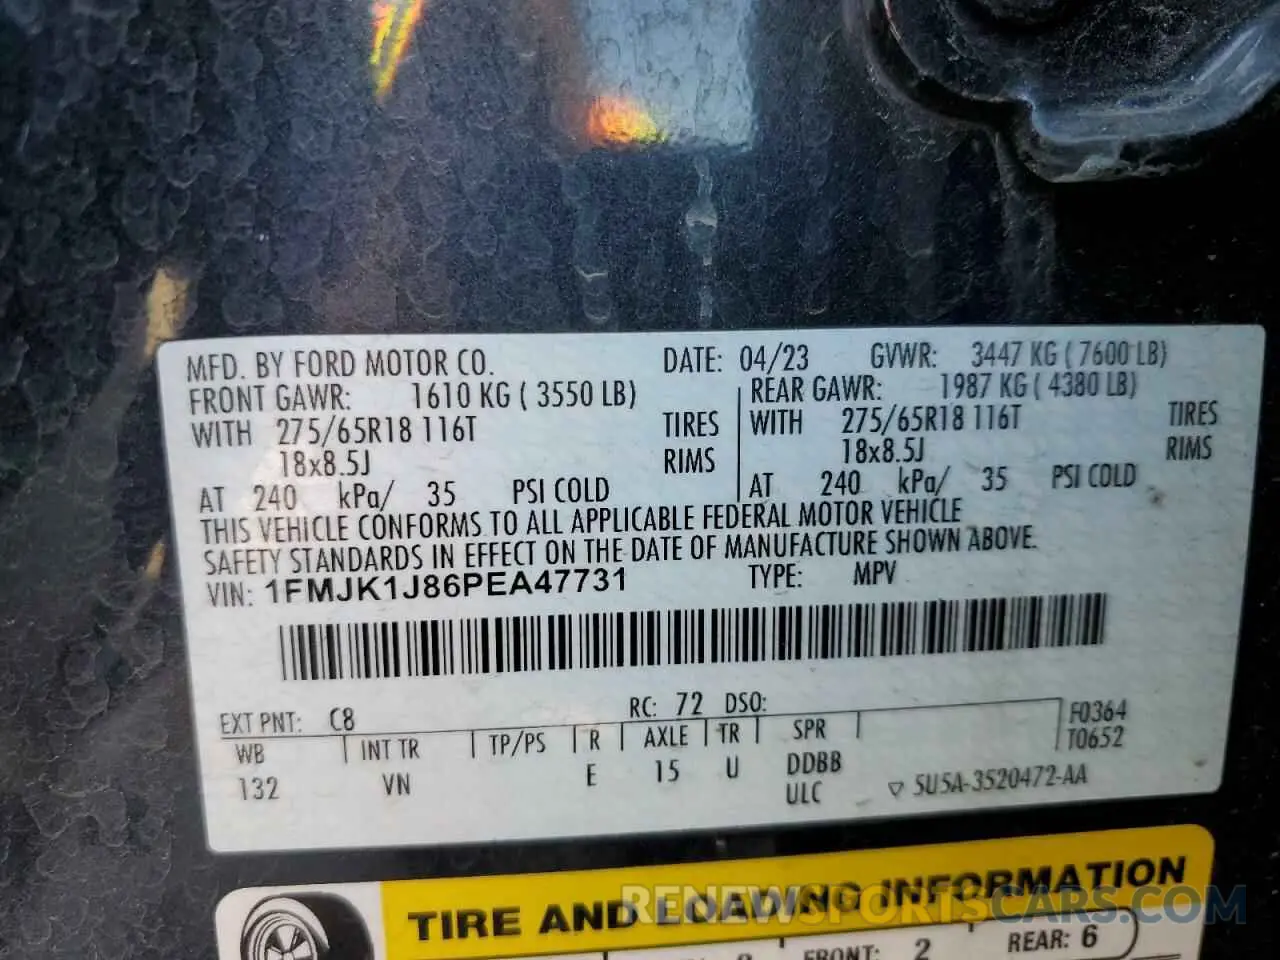 MFD. BY FORD MOTOR CO. DATE: 04/23 GVWR: 3447 KG ( 7600 LB)
FRONT GAWR: 1610 KG ( 3550 LB) REAR GAWR: 1987 KG ( 4380 LB)
WITH 275/65R18 116T TIRES WITH 275/65R18 116T TIRES
18x8.5J RIMS 18x8.5J RIMS
AT 240 kPa/ 35 PSI COLD AT 240 kPa/ 35 PSI COLD
THIS VEHICLE CONFORMS TO ALL APPLICABLE FEDERAL MOTOR VEHICLE
SAFETY STANDARDS IN EFFECT ON THE DATE OF MANUFACTURE SHOWN ABOVE.
VIN: 1FMJK1J86PEA47731 TYPE: MPV
EXT PNT: C8 RC: 72 DSO: F0364
WB INT TR TP/PS R AXLE TR SPR T0652
132 VN E 15 U DDBB
ULC ▽ 5U5A-3520472-AA
TIRE AND LOADING INFORMATION
RENEWSPORTSCARS.COM
FRONT: 2 REAR: 6